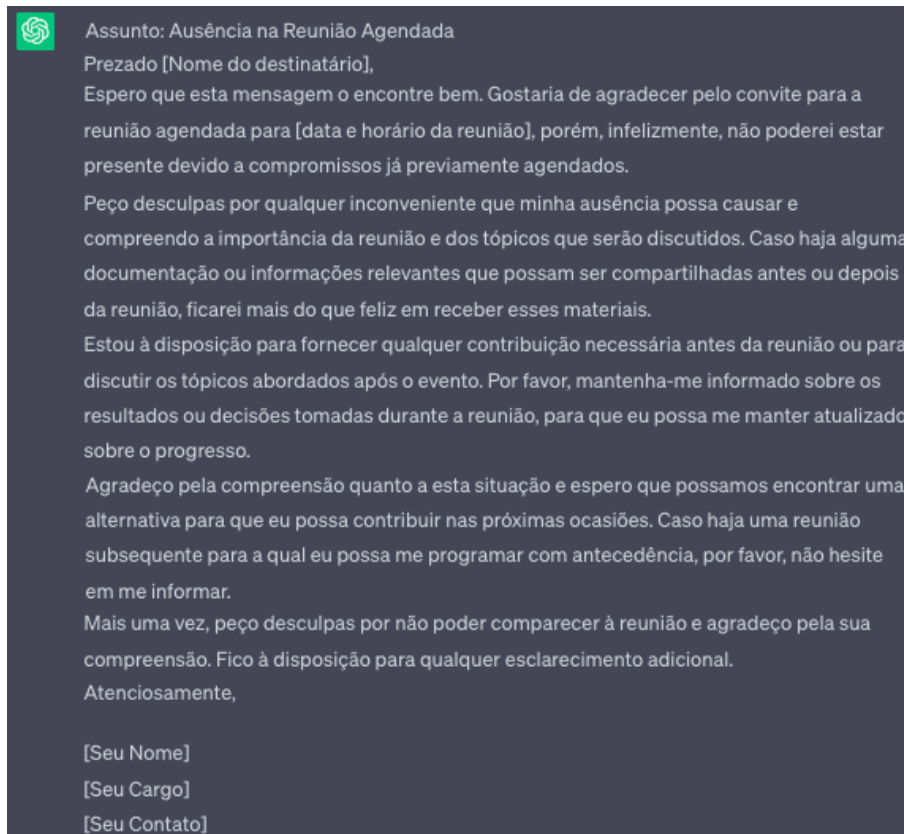 Assunto: Ausência na Reunião Agendada
Prezado [Nome do destinatário],
Espero que esta mensagem o encontre bem. Gostaria de agradecer pelo convite para a
reunião agendada para [data e horário da reunião], porém, infelizmente, não poderei estar
presente devido a compromissos já previamente agendados.
Peço desculpas por qualquer inconveniente que minha ausência possa causar e
compreendo a importância da reunião e dos tópicos que serão discutidos. Caso haja alguma
documentação ou informações relevantes que possam ser compartilhadas antes ou depois
da reunião, ficarei mais do que feliz em receber esses materiais.
Estou à disposição para fornecer qualquer contribuição necessária antes da reunião ou para
discutir os tópicos abordados após o evento. Por favor, mantenha-me informado sobre os
resultados ou decisões tomadas durante a reunião, para que eu possa me manter atualizado
sobre o progresso.
Agradeço pela compreensão quanto a esta situação e espero que possamos encontrar uma
alternativa para que eu possa contribuir nas próximas ocasiões. Caso haja uma reunião
subsequente para a qual eu possa me programar com antecedência, por favor, não hesite
em me informar.
Mais uma vez, peço desculpas por não poder comparecer à reunião e agradeço pela sua
compreensão. Fico à disposição para qualquer esclarecimento adicional.
Atenciosamente,
[Seu Nome]
[Seu Cargo]
[Seu Contato]